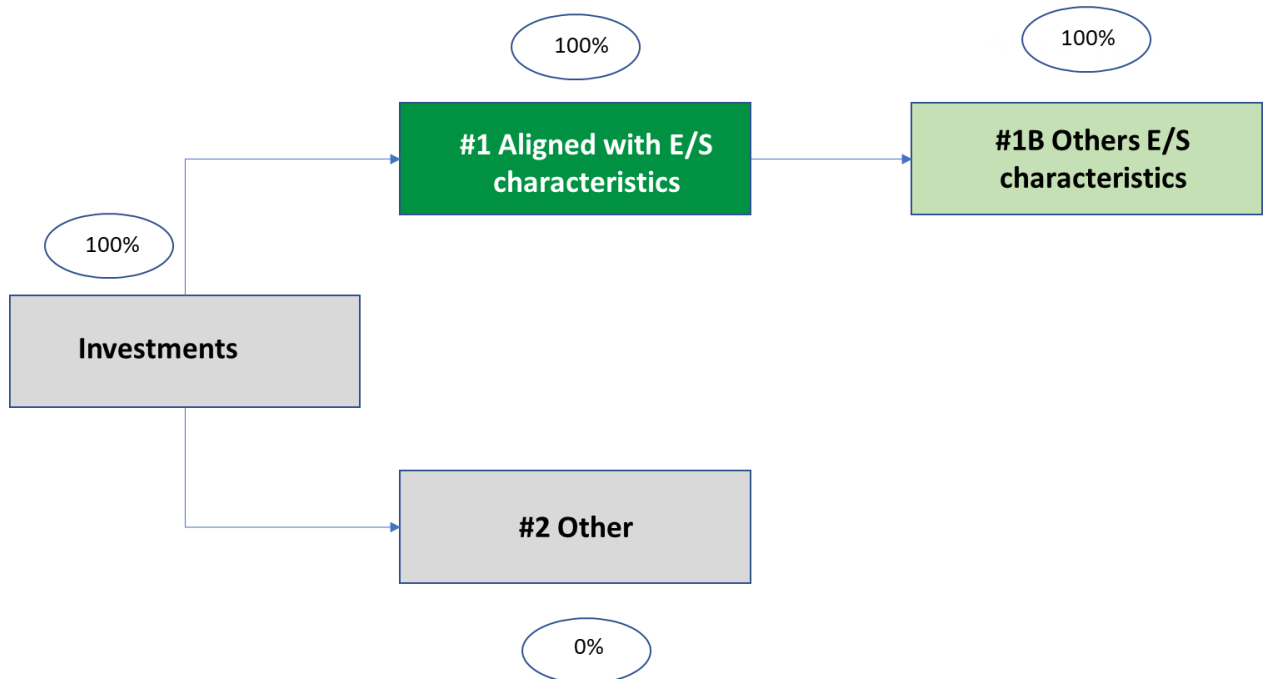 100%
100%
#1 Aligned with E/S
characteristics
#1B Others E/S
characteristics
100%
Investments
#2 Other
0%